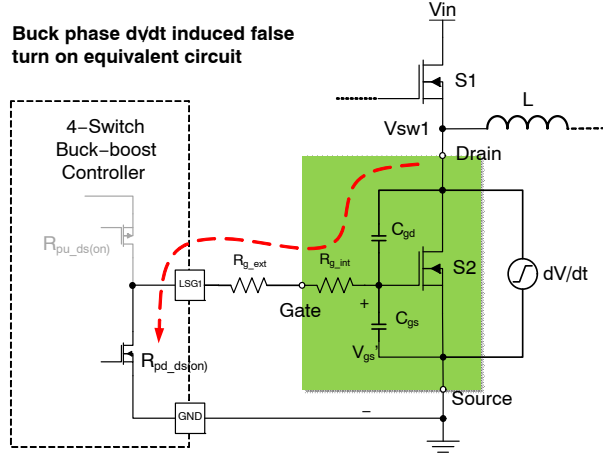 Buck phase dv/dt induced false
turn on equivalent circuit
Vin
S1
L
Vsw1
Drain
4−Switch
Buck−boost
Controller
Rpu_ds(on)
Cgd
S2
dV/dt
LSG1
Rg_ext
Rg_int
Gate
+
Cgs
Vgs'
Rpd_ds(on)
Source
GND
−